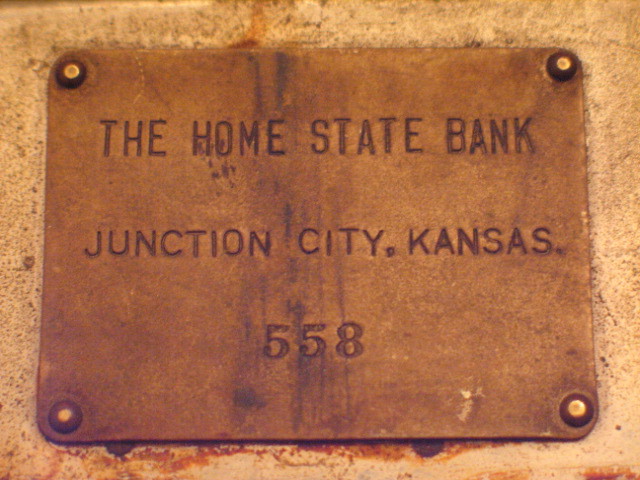 THE HOME STATE BANK
JUNCTION CITY, KANSAS.
558